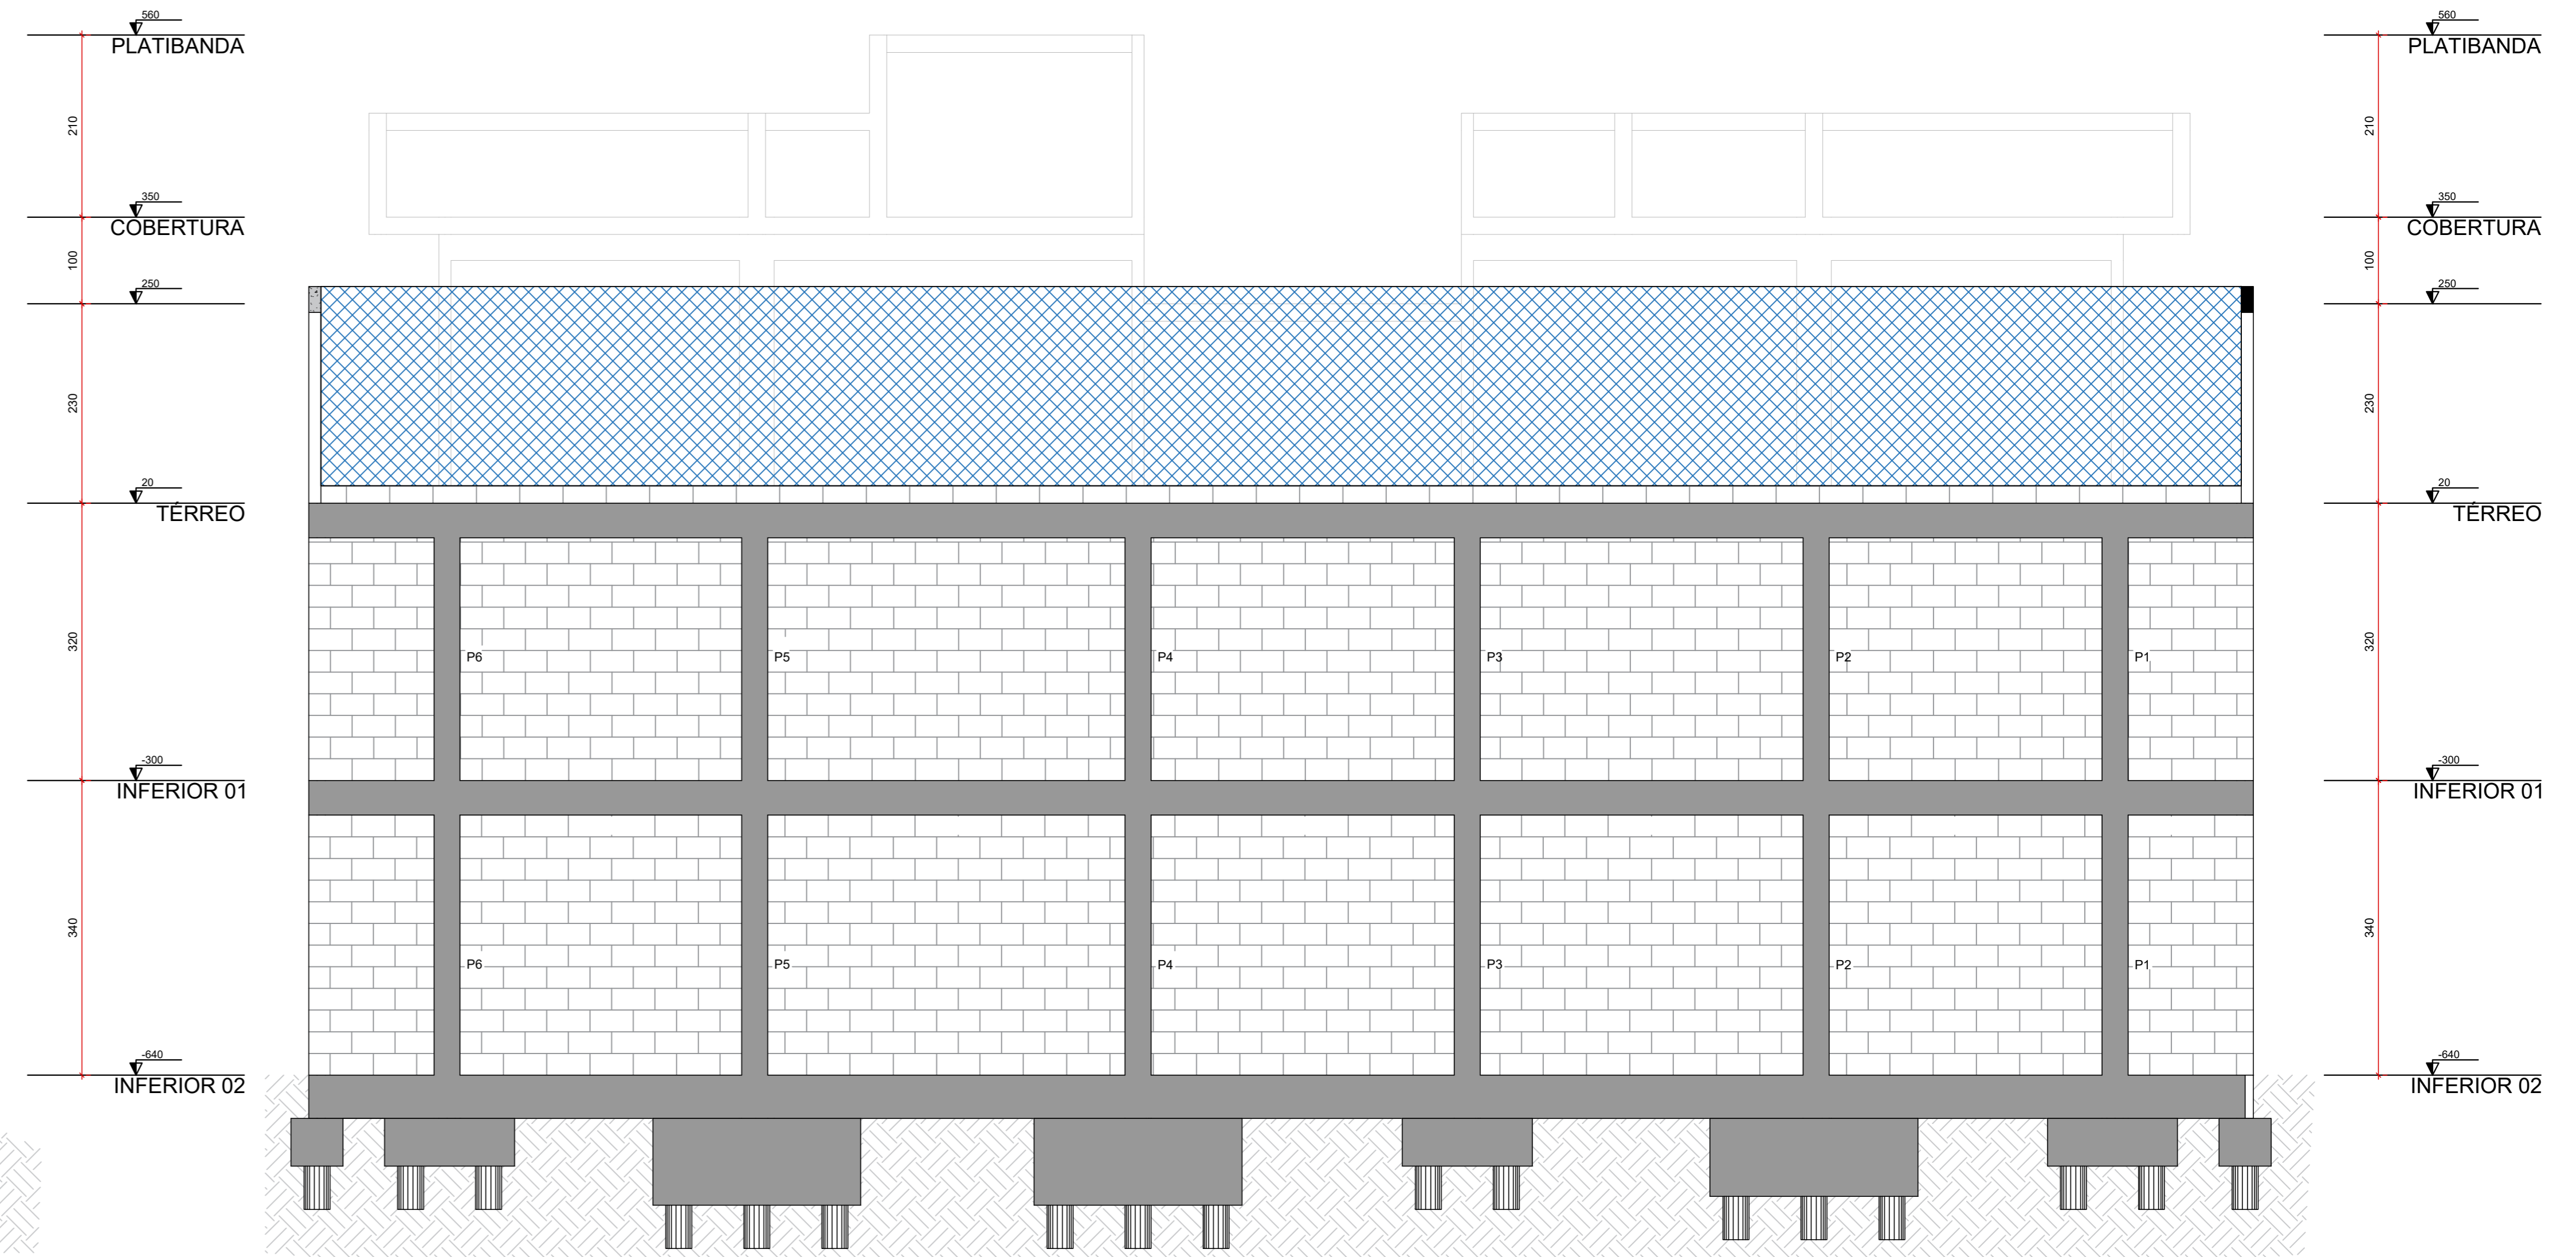 560 560
PLATIBANDA PLATIBANDA
210 210
350 350
COBERTURA COBERTURA
100 100
250 250
230 230
20 20
TÉRREO TÉRREO
320 P6 P5 P4 P3 P2 P1 320
-300 -300
INFERIOR 01 INFERIOR 01
340 P6 P5 P4 P3 P2 P1 340
-640 -640
INFERIOR 02 INFERIOR 02